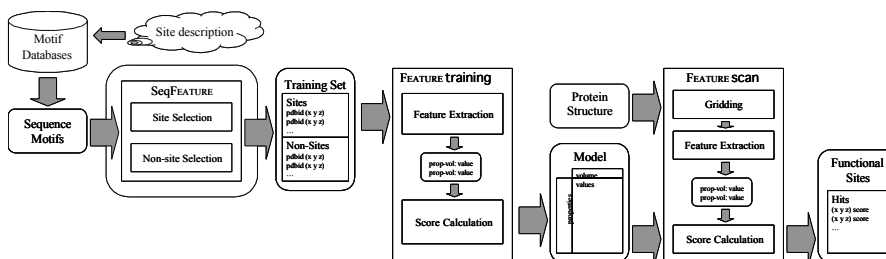 Motif
Databases
Site description
Sequence
Motifs
SeqFEATURE
Site Selection
Non-site Selection
Training Set
Sites
pdbid (x y z)
pdbid (x y z)
...
Non-Sites
pdbid (x y z)
pdbid (x y z)
...
FEATURE training
Feature Extraction
prop-vol: value
prop-vol: value
Score Calculation
Model
volume
values
properties
Protein
Structure
FEATURE scan
Gridding
Feature Extraction
prop-vol: value
prop-vol: value
Score Calculation
Functional
Sites
Hits
(x y z) score
(x y z) score
...